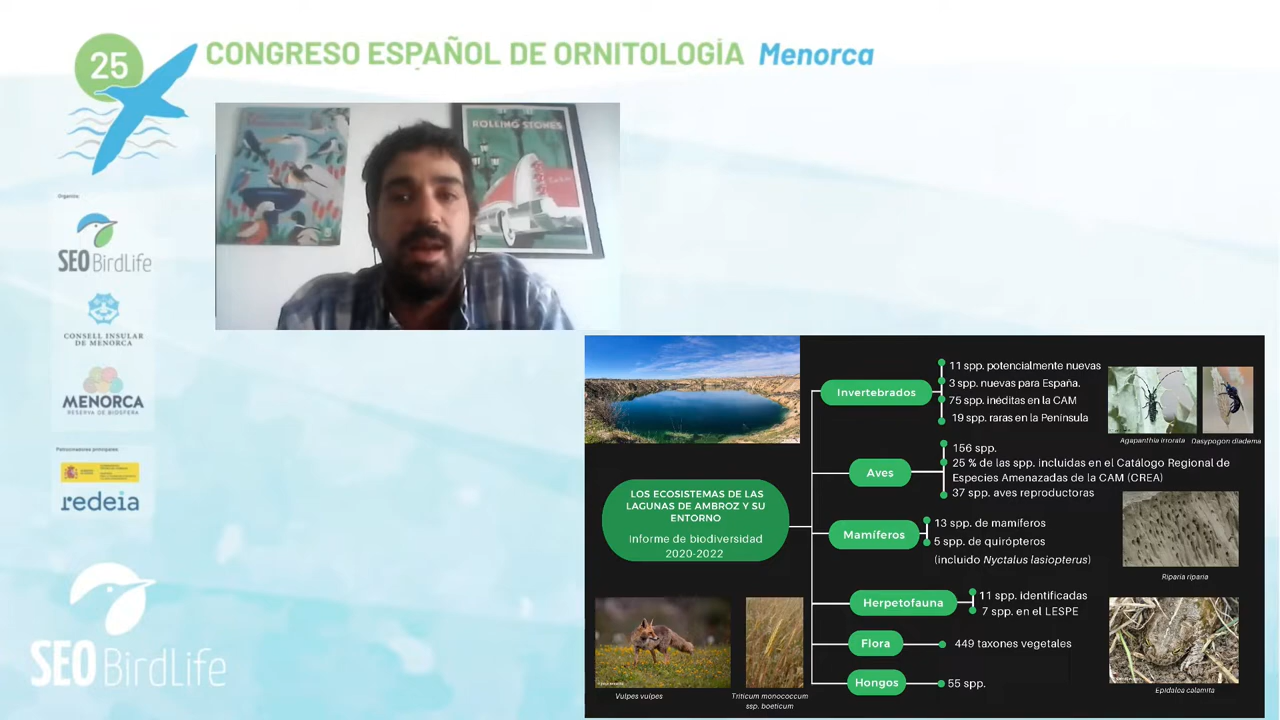 25
CONGRESO ESPAÑOL DE ORNITOLOGÍA Menorca
ROLLING STONES
SEO BirdLife
CONSELL INSULAR
DE MENORCA
MENORCA
RESERVA DE BIOSFERA
Patrocinadores principales
redeia
SEO BirdLife
LOS ECOSISTEMAS DE LAS
LAGUNAS DE AMBROZ Y SU
ENTORNO
Informe de biodiversidad
2020-2022
Invertebrados
11 spp. potencialmente nuevas
3 spp. nuevas para España.
75 spp. inéditas en la CAM
19 spp. raras en la Península
Agapanthia irrorata
Dasypogon diadema
Aves
156 spp.
25 % de las spp. incluidas en el Catálogo Regional de
Especies Amenazadas de la CAM (CREA)
37 spp. aves reproductoras
Riparia riparia
Mamíferos
13 spp. de mamíferos
5 spp. de quirópteros
(incluido Nyctalus lasiopterus)
Herpetofauna
11 spp. identificadas
7 spp. en el LESPE
Epidalea calamita
Flora
449 taxones vegetales
Hongos
55 spp.
Vulpes vulpes
Triticum monococcum
ssp. boeticum